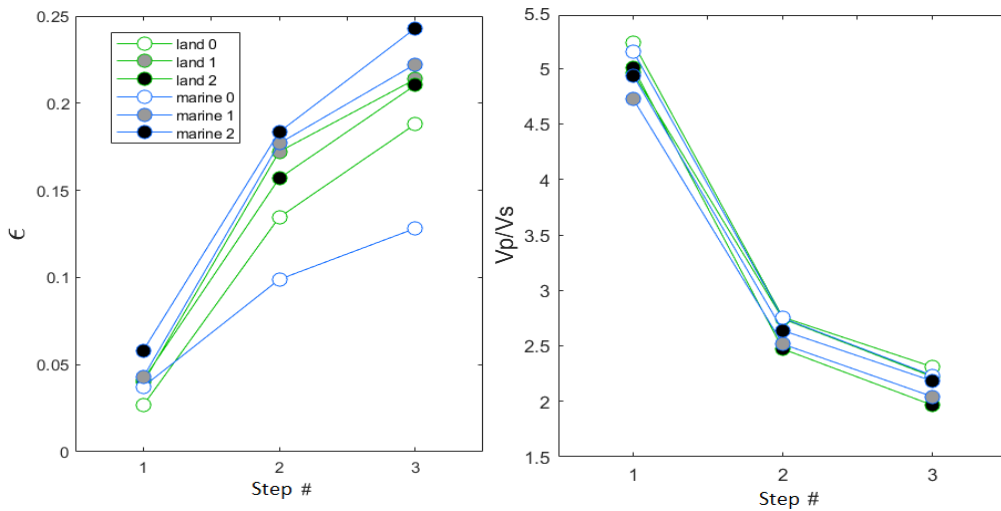 0.25
0.2
0.15
0.1
0.05
0
ϵ
land 0
land 1
land 2
marine 0
marine 1
marine 2
1 2 3
Step #
5.5
5
4.5
4
3.5
3
2.5
2
1.5
Vp/Vs
1 2 3
Step #